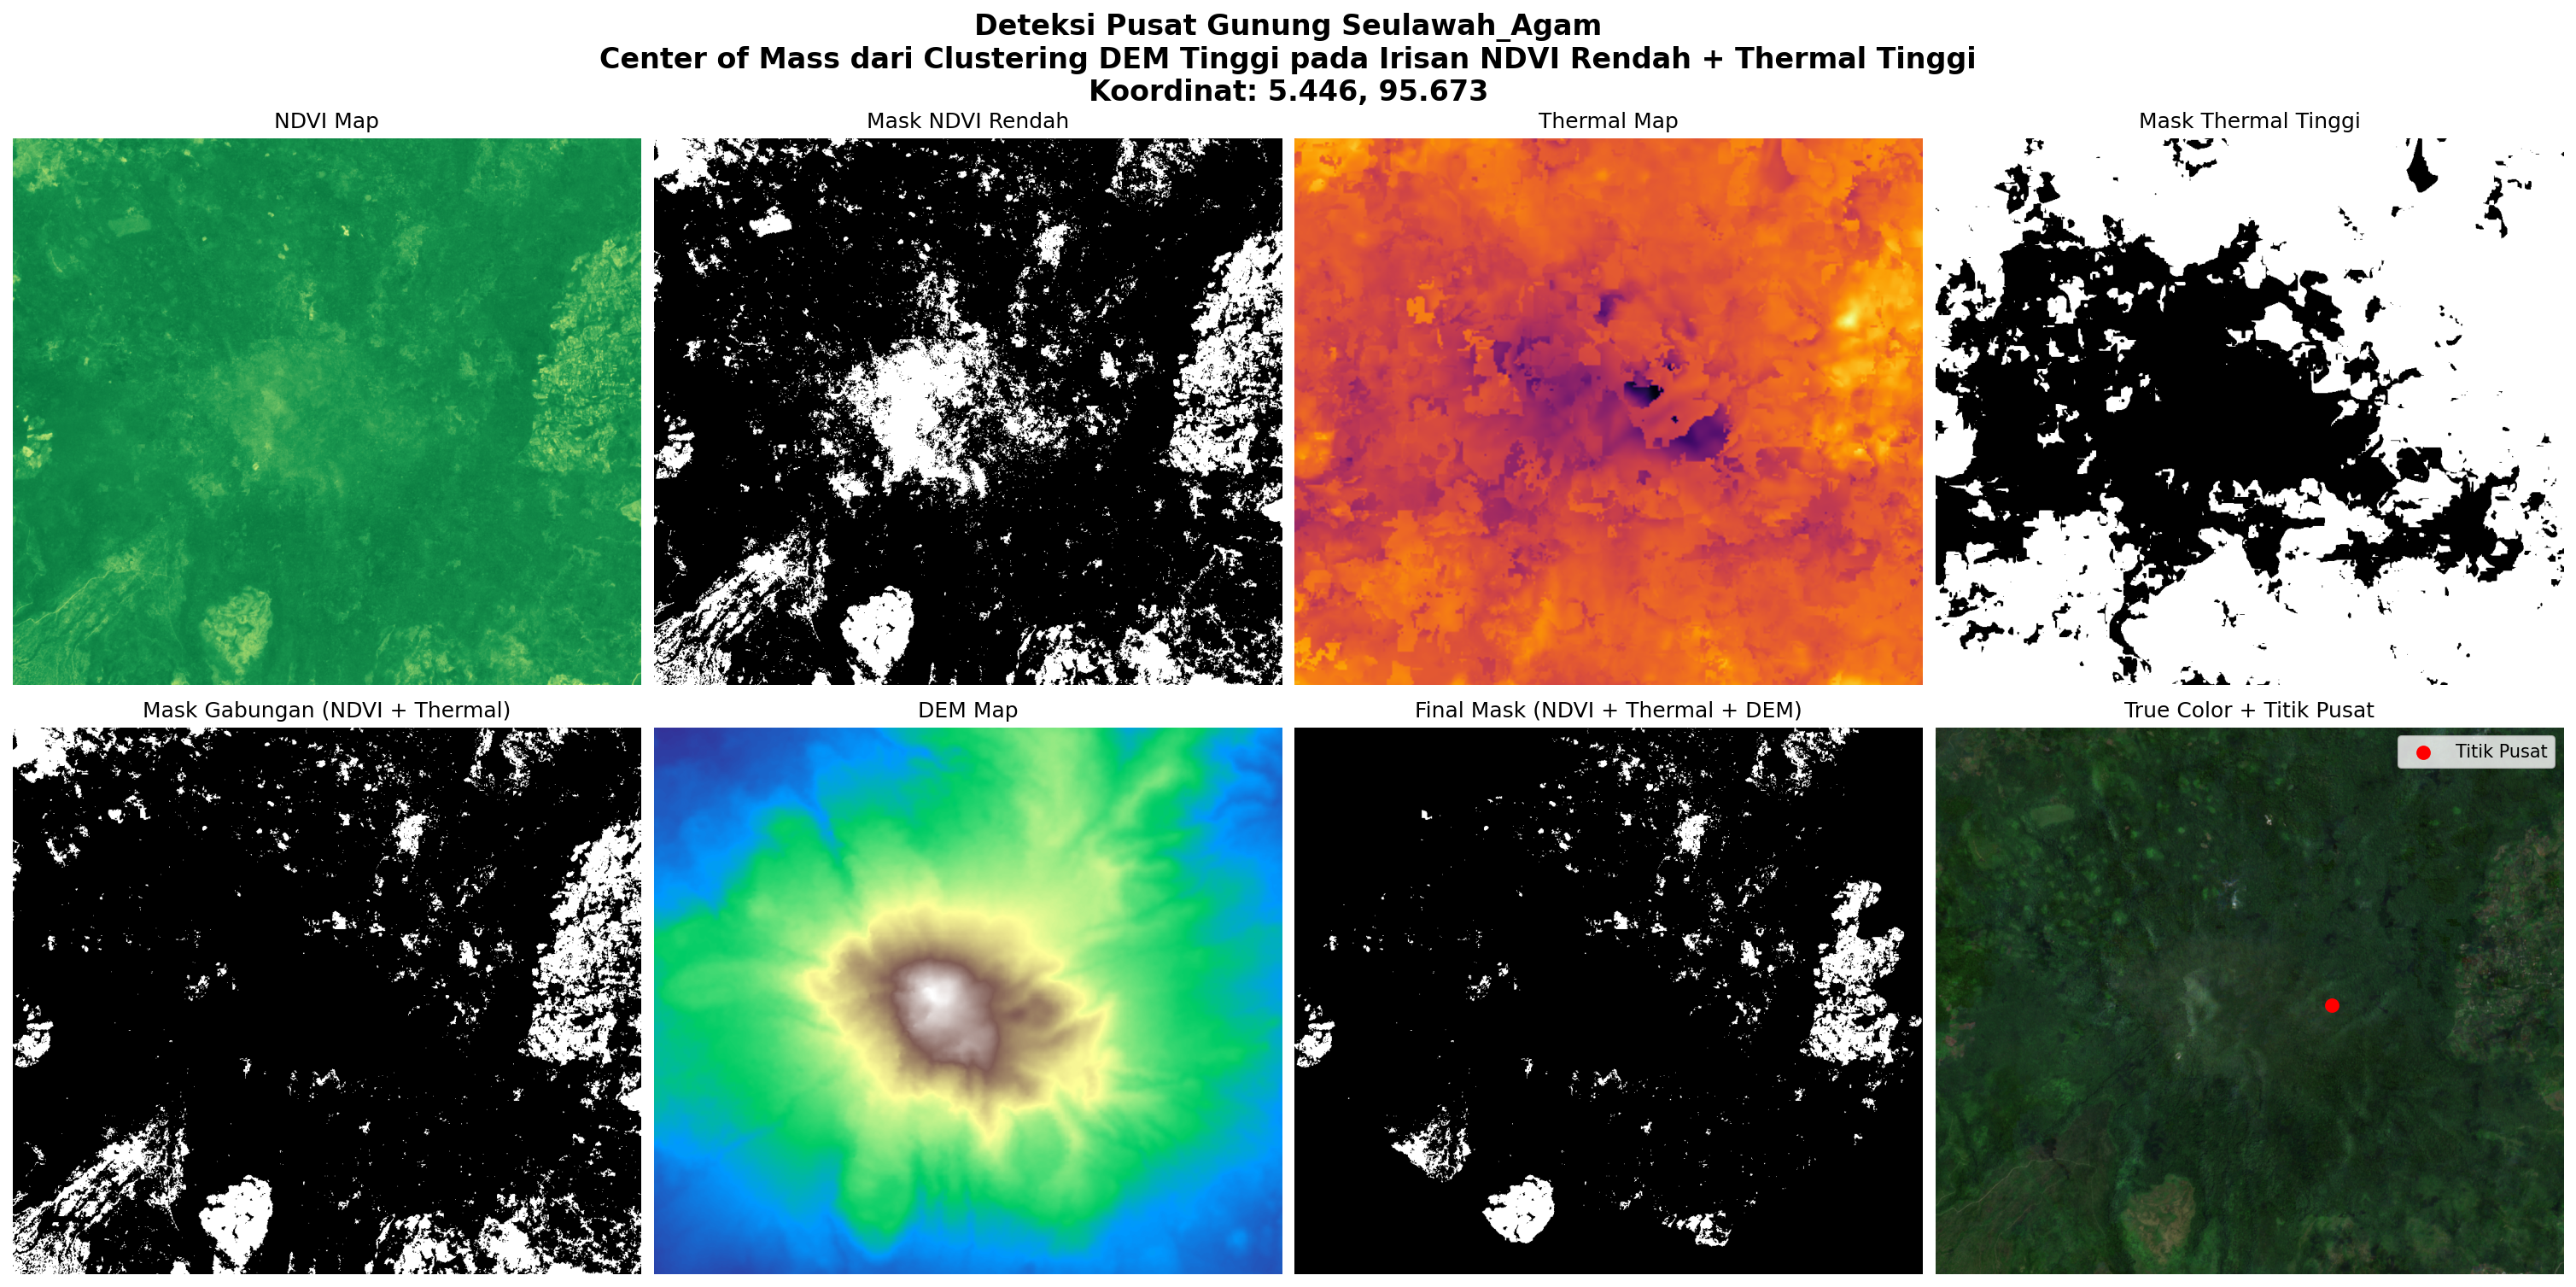 Deteksi Pusat Gunung Seulawah_Agam
Center of Mass dari Clustering DEM Tinggi pada Irisan NDVI Rendah + Thermal Tinggi
Koordinat: 5.446, 95.673
NDVI Map
Mask NDVI Rendah
Thermal Map
Mask Thermal Tinggi
Mask Gabungan (NDVI + Thermal)
DEM Map
Final Mask (NDVI + Thermal + DEM)
True Color + Titik Pusat
Titik Pusat